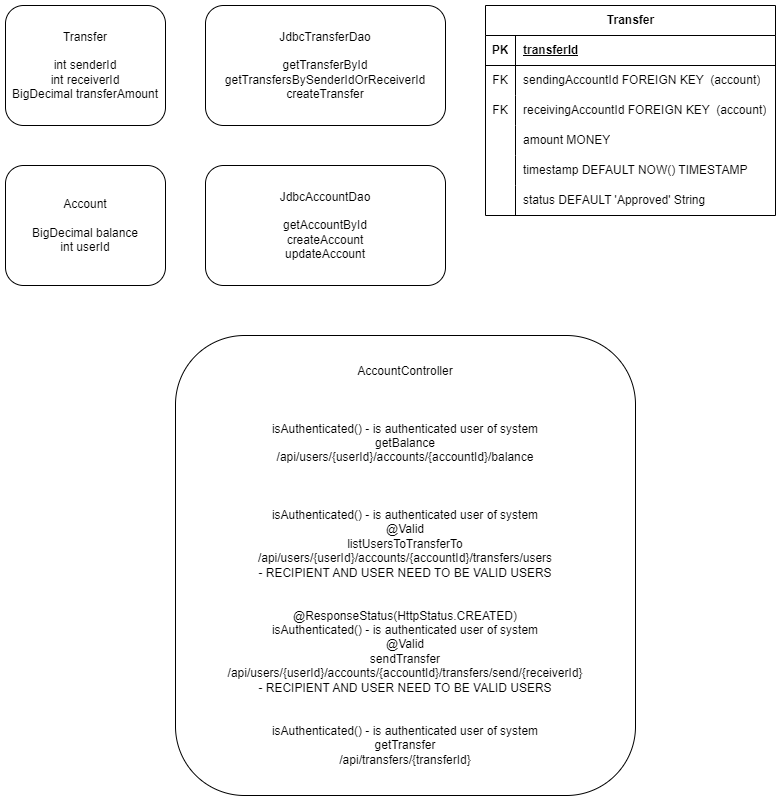 Transfer
int senderId
int receiverId
BigDecimal transferAmount
JdbcTransferDao
getTransferById
getTransfersBySenderIdOrReceiverId
createTransfer
Transfer
PK transferId
FK sendingAccountId FOREIGN KEY (account)
FK receivingAccountId FOREIGN KEY (account)
amount MONEY
timestamp DEFAULT NOW() TIMESTAMP
status DEFAULT 'Approved' String
Account
BigDecimal balance
int userId
JdbcAccountDao
getAccountById
createAccount
updateAccount
AccountController
isAuthenticated() - is authenticated user of system
getBalance
/api/users/{userId}/accounts/{accountId}/balance
isAuthenticated() - is authenticated user of system
@Valid
listUsersToTransferTo
/api/users/{userId}/accounts/{accountId}/transfers/users
- RECIPIENT AND USER NEED TO BE VALID USERS
@ResponseStatus(HttpStatus.CREATED)
isAuthenticated() - is authenticated user of system
@Valid
sendTransfer
/api/users/{userId}/accounts/{accountId}/transfers/send/{receiverId}
- RECIPIENT AND USER NEED TO BE VALID USERS
isAuthenticated() - is authenticated user of system
getTransfer
/api/transfers/{transferId}